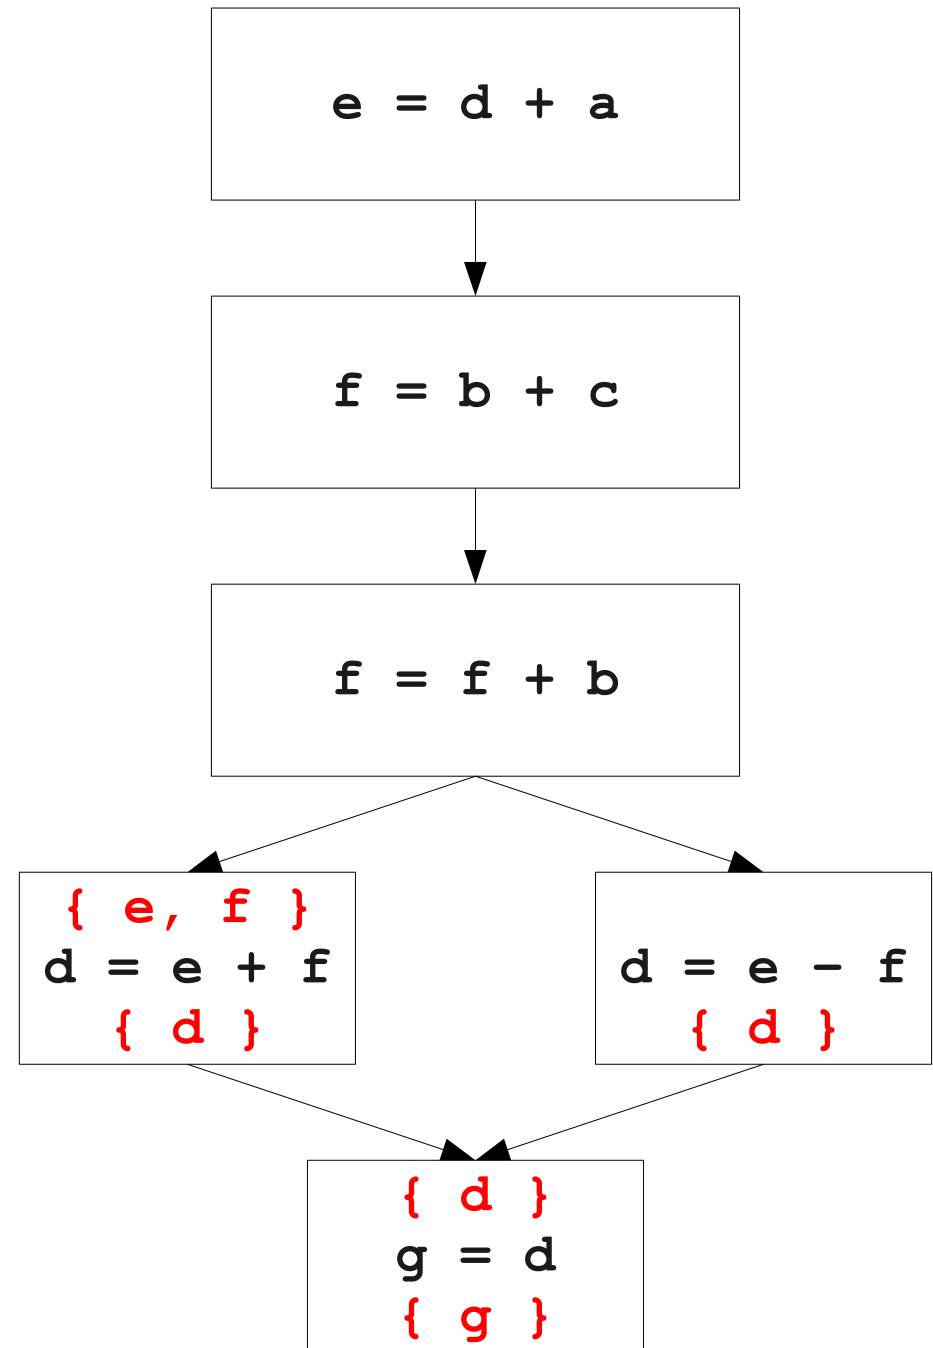 e = d + a
f = b + c
f = f + b
{ e, f }
d = e + f
{ d }
d = e - f
{ d }
{ d }
g = d
{ g }